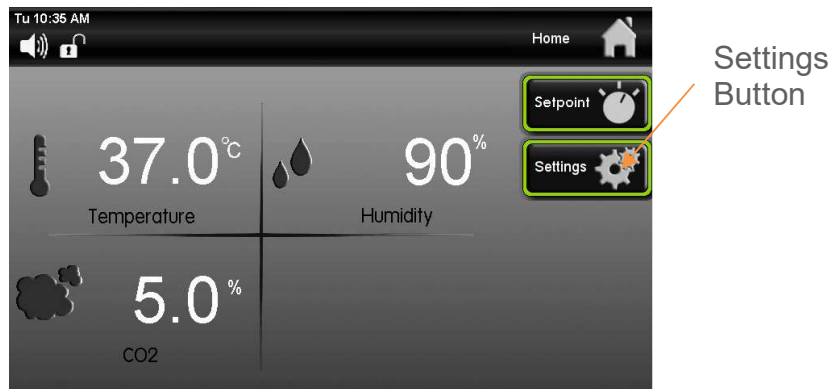 Tu 10:35 AM
Home
Settings
Button
Setpoint
Settings
37.0°C
Temperature
90%
Humidity
5.0%
CO2